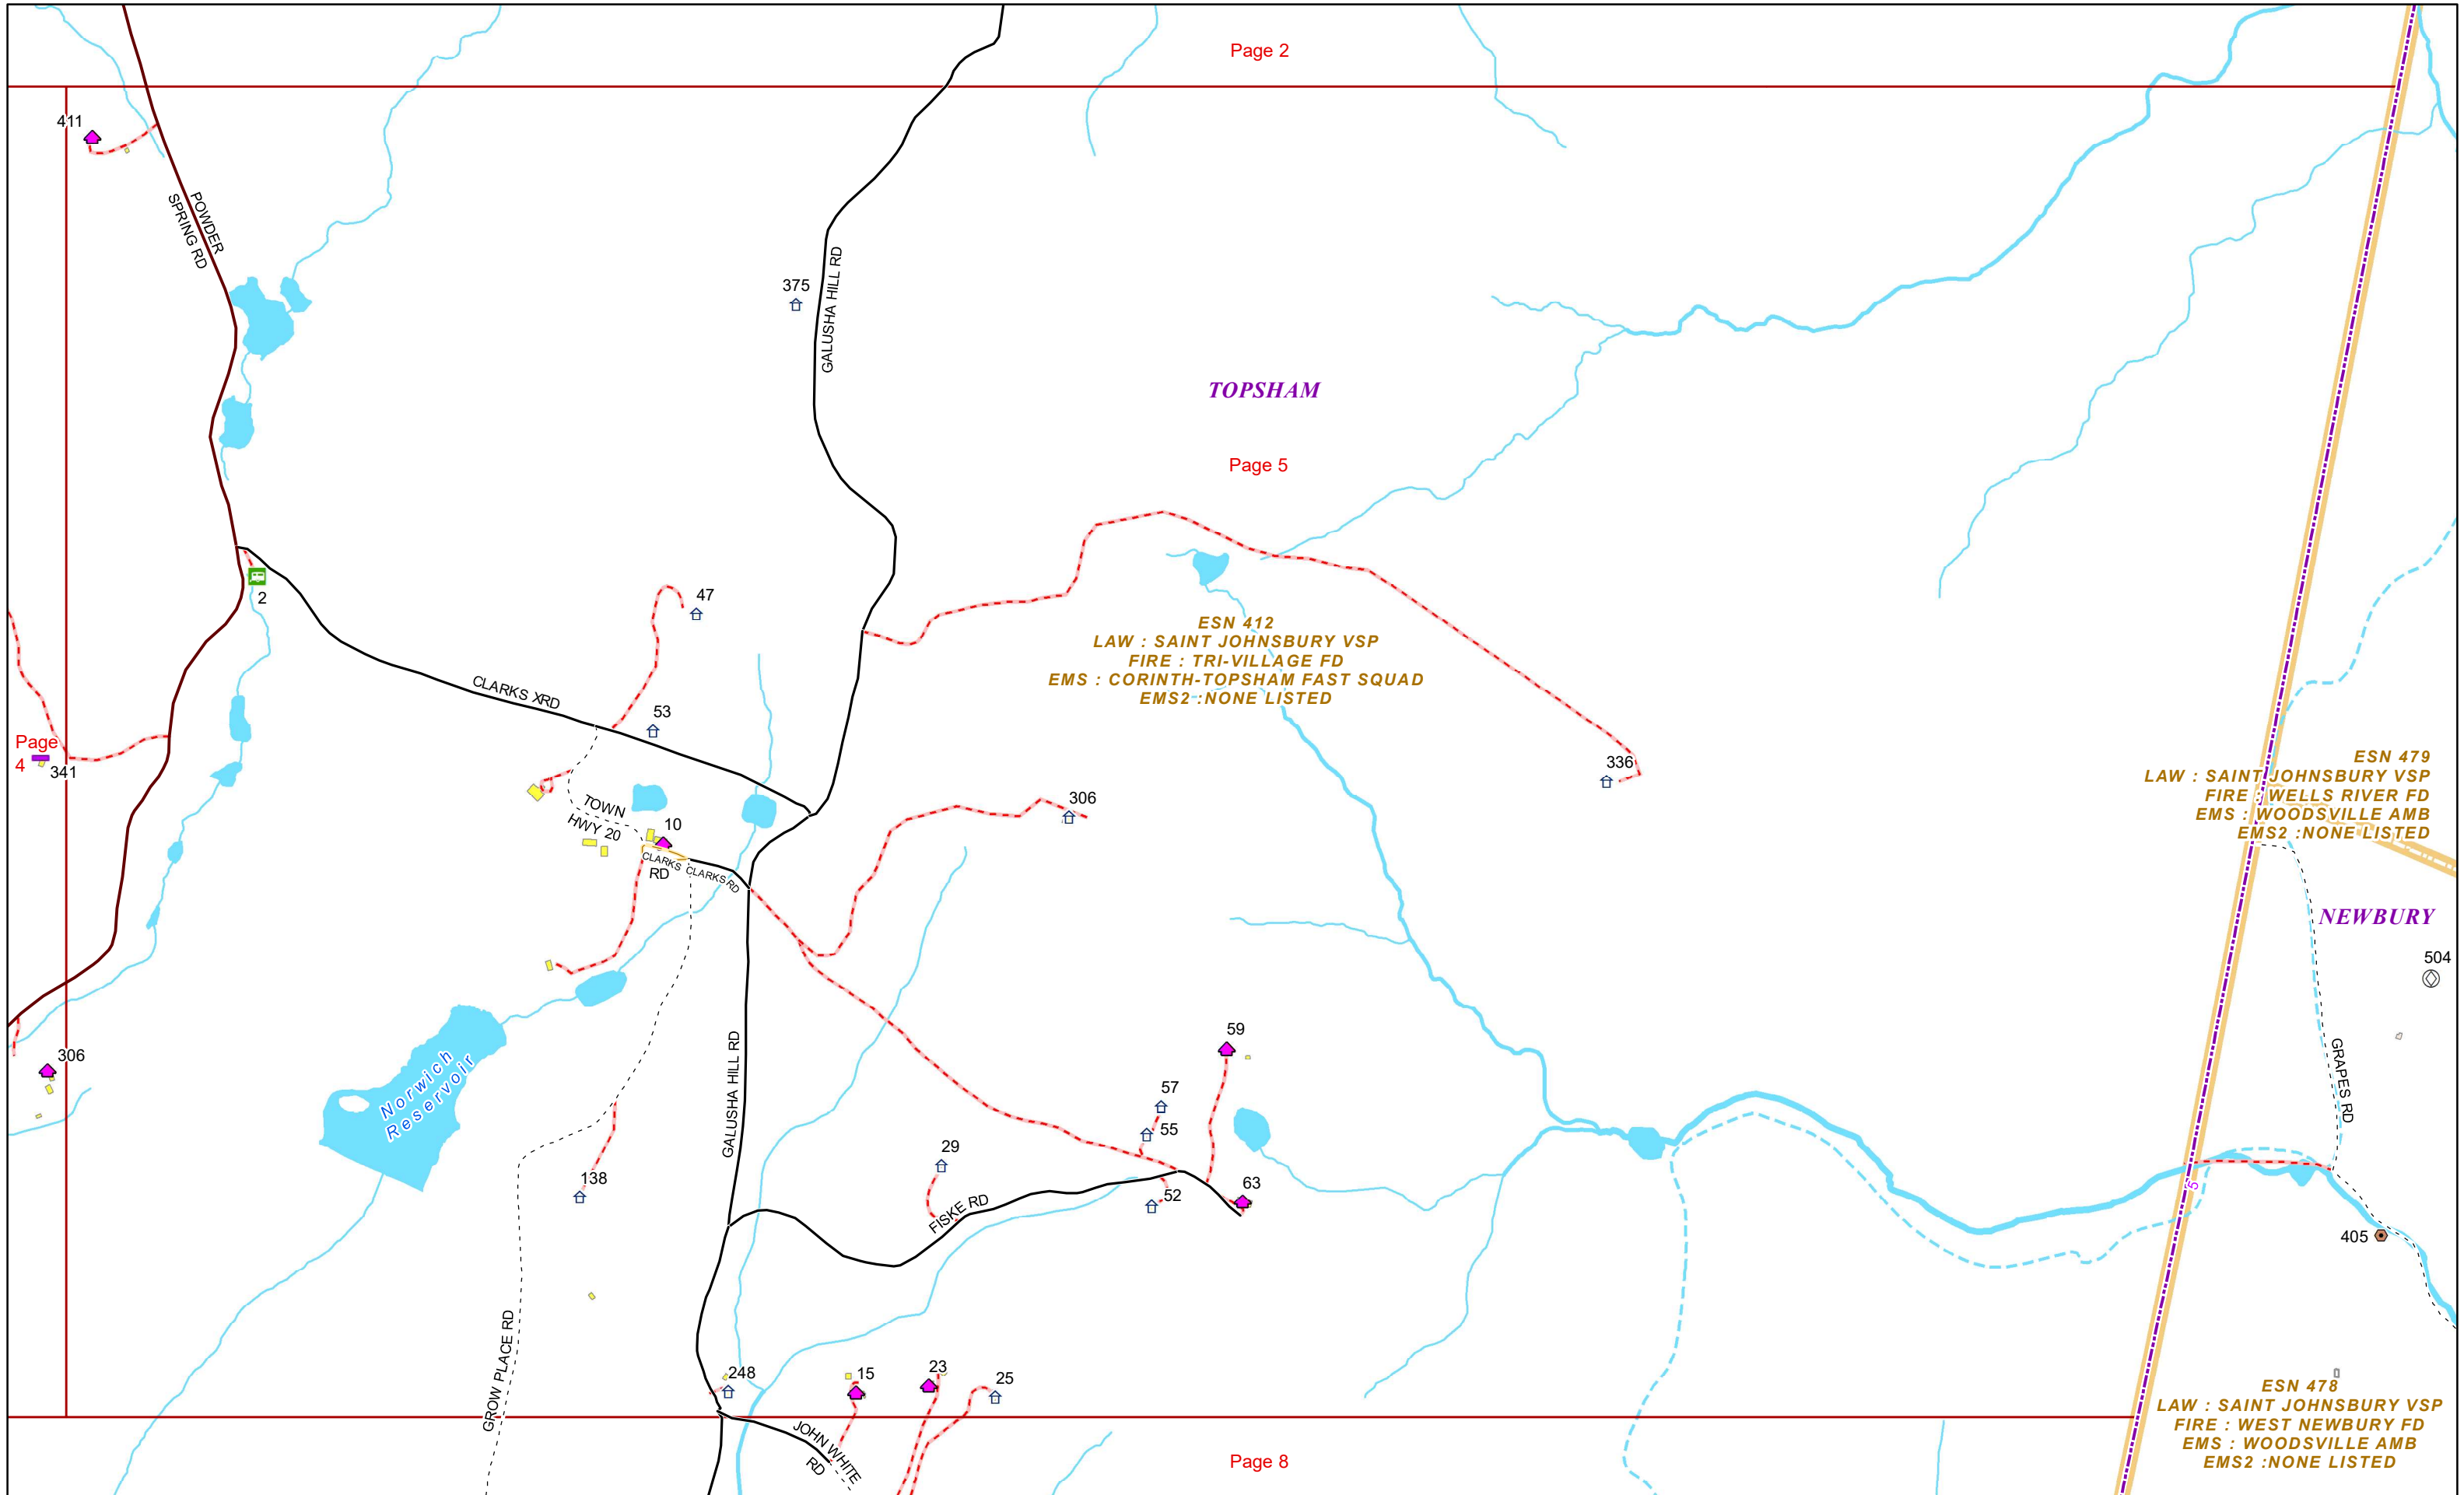 Page 2
411
POWDER
SPRING RD
375
GALUSHA HILL RD
TOPSHAM
Page 5
2
47
ESN 412
LAW : SAINT JOHNSBURY VSP
FIRE : TRI-VILLAGE FD
EMS : CORINTH-TOPSHAM FAST SQUAD
EMS2 :NONE LISTED
CLARKS XRD
53
Page
4
341
336
ESN 479
LAW : SAINT JOHNSBURY VSP
FIRE : WELLS RIVER FD
EMS : WOODSVILLE AMB
EMS2 :NONE LISTED
306
TOWN
HWY 20
10
CLARKS
RD
CLARKS RD
NEWBURY
504
306
Norwich
Reservoir
GALUSHA HILL RD
59
57
55
GRAPES RD
29
138
52
63
FISKE RD
5
405
GROW PLACE RD
248
15
23
25
ESN 478
LAW : SAINT JOHNSBURY VSP
FIRE : WEST NEWBURY FD
EMS : WOODSVILLE AMB
EMS2 :NONE LISTED
JOHN WHITE
RD
Page 8